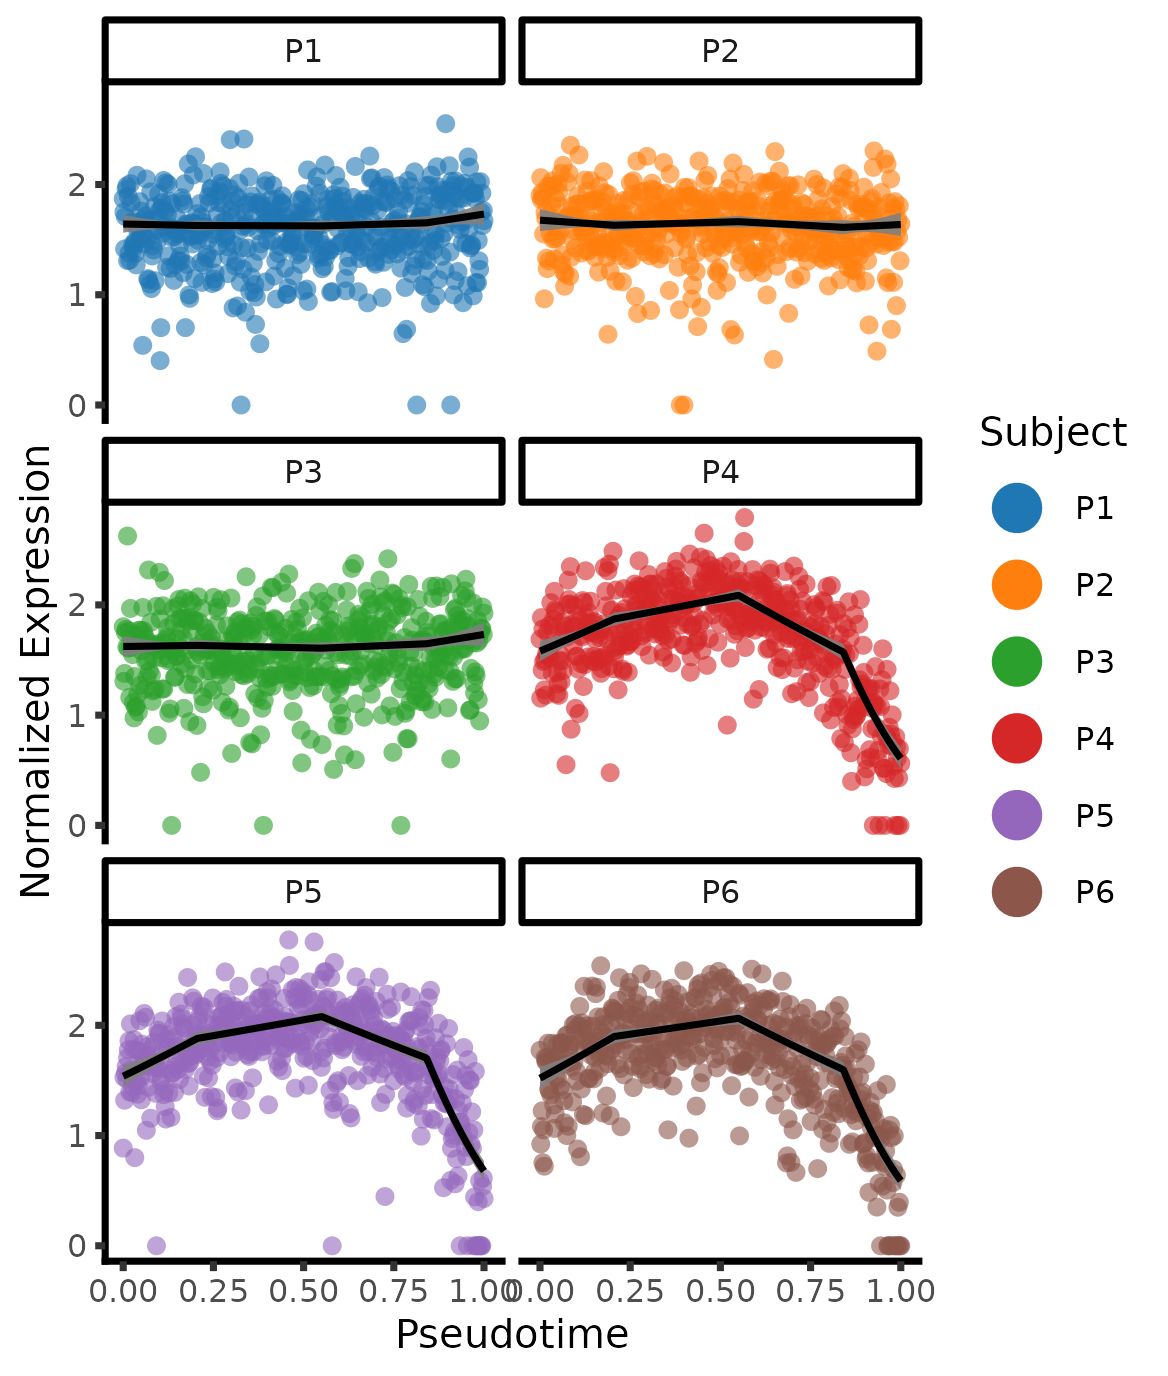 P1 P2
2
1
0
P3 P4
2
1
0
P5 P6
2
1
0
0.00 0.25 0.50 0.75 1.00 0.00 0.25 0.50 0.75 1.00
Pseudotime
Normalized Expression
Subject
P1
P2
P3
P4
P5
P6